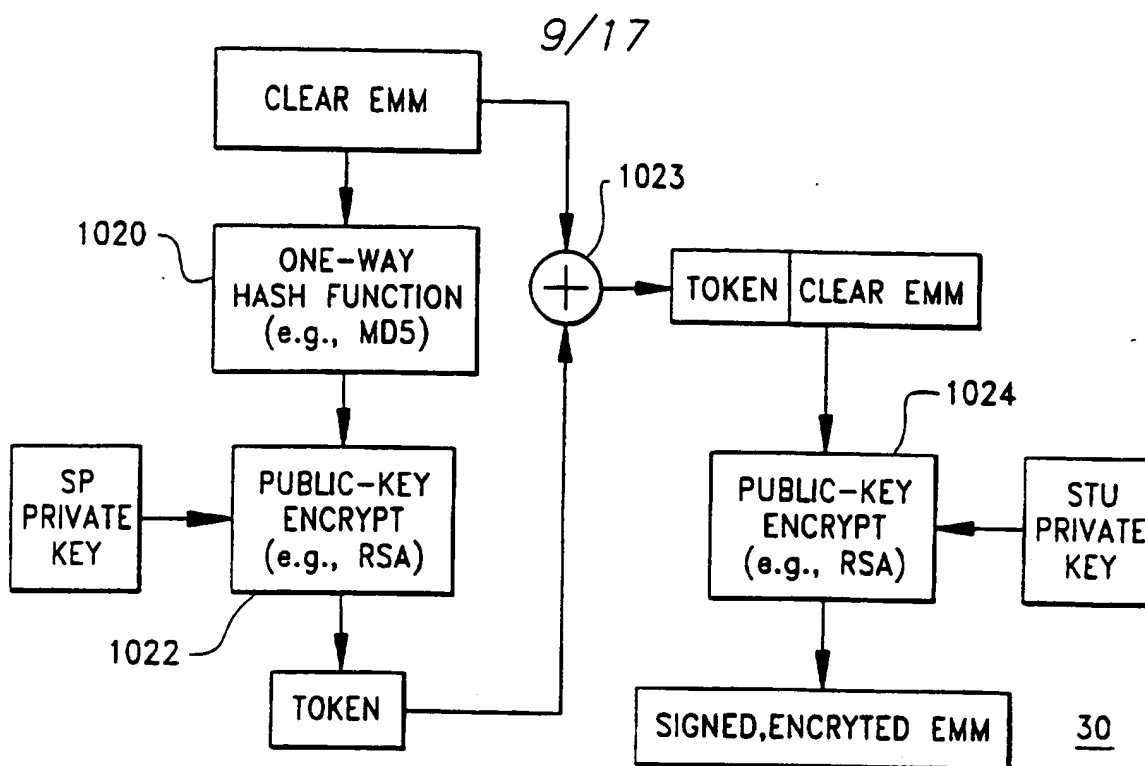 9/17
CLEAR EMM
1023
1020
ONE-WAY
HASH FUNCTION
(e.g., MD5)
TOKEN
CLEAR EMM
1024
SP
PRIVATE
KEY
PUBLIC-KEY
ENCRYPT
(e.g., RSA)
PUBLIC-KEY
ENCRYPT
(e.g., RSA)
STU
PRIVATE
KEY
1022
TOKEN
SIGNED,ENCRYTED EMM
30